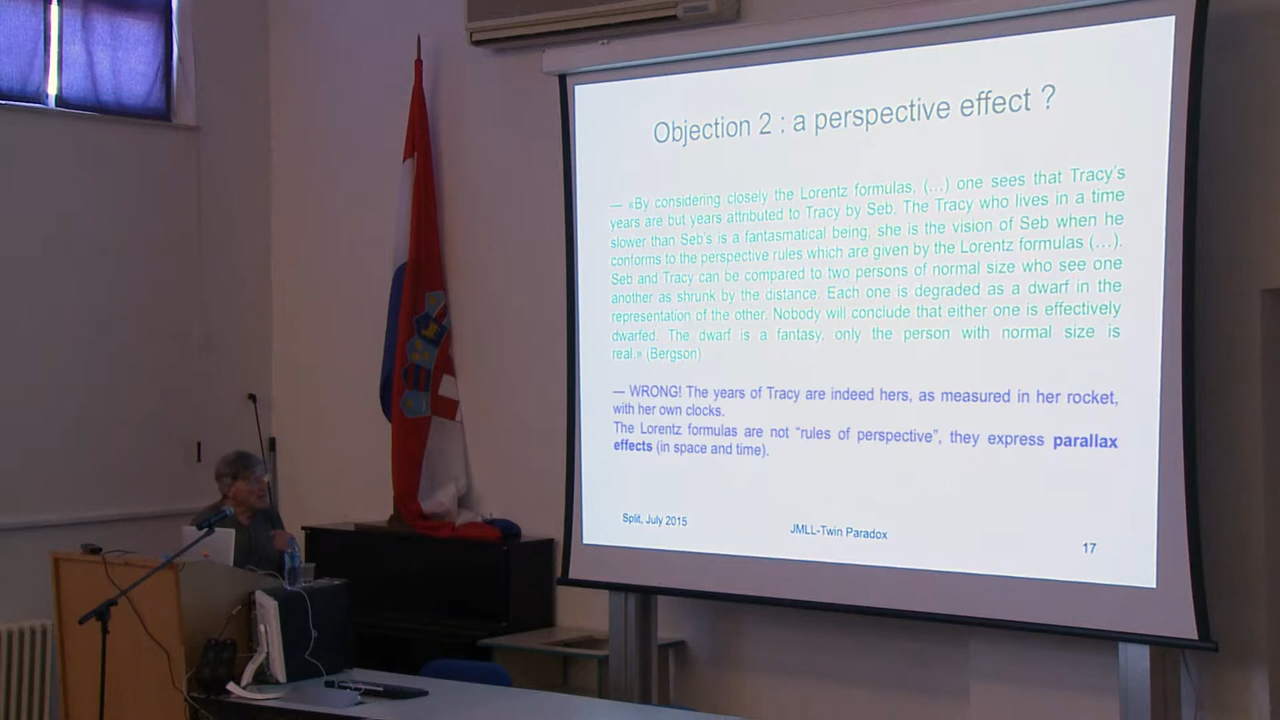 Objection 2 : a perspective effect ?
— «By considering closely the Lorentz formulas, (…) one sees that Tracy's
years are but years attributed to Tracy by Seb. The Tracy who lives in a time
slower than Seb's is a fantasmatical being; she is the vision of Seb when he
conforms to the perspective rules which are given by the Lorentz formulas (…).
Seb and Tracy can be compared to two persons of normal size who see one
another as shrunk by the distance. Each one is degraded as a dwarf in the
representation of the other. Nobody will conclude that either one is effectively
dwarfed. The dwarf is a fantasy, only the person with normal size is
real.» (Bergson)
— WRONG! The years of Tracy are indeed hers, as measured in her rocket,
with her own clocks.
The Lorentz formulas are not “rules of perspective”, they express parallax
effects (in space and time).
Split, July 2015
JMLL-Twin Paradox
17